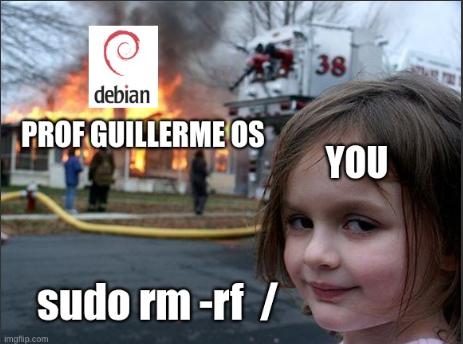 debian
38
PROF GUILLERME OS
YOU
sudo rm -rf /
imgflip.com